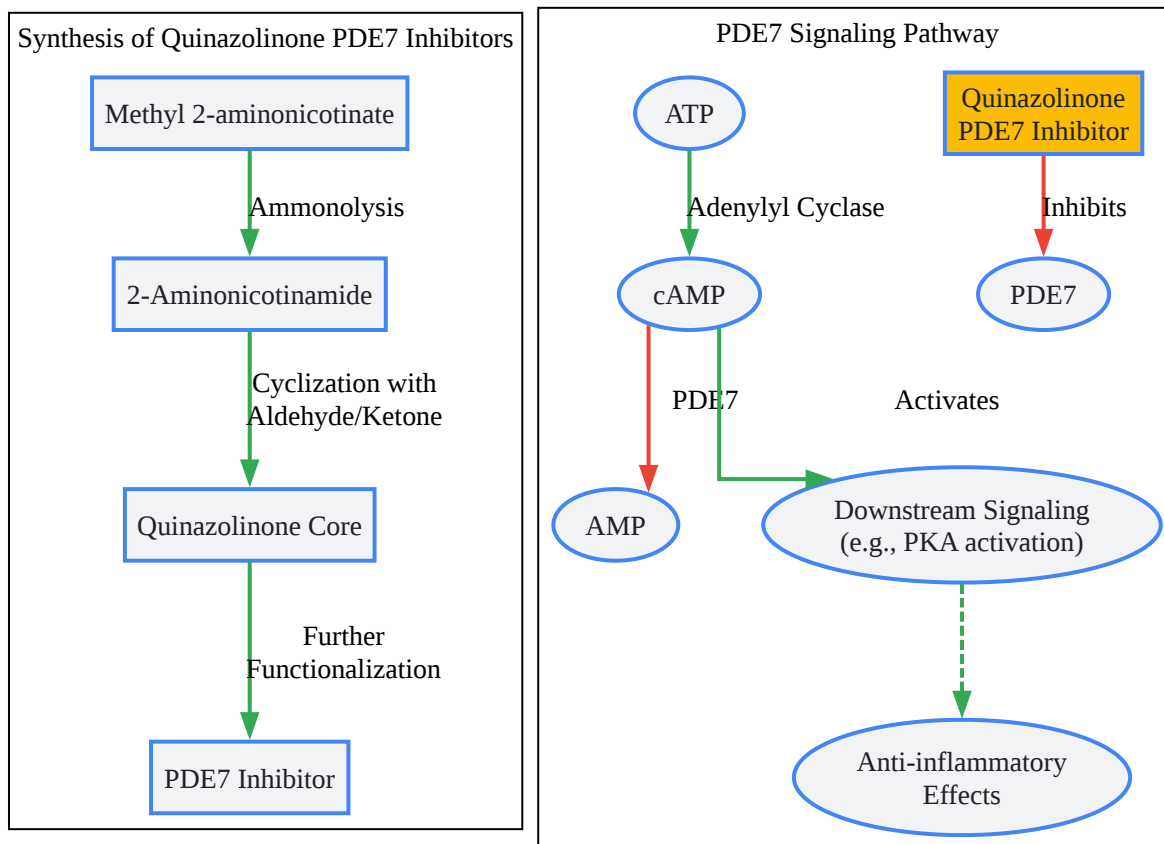 Synthesis of Quinazolinone PDE7 Inhibitors
Methyl 2-aminonicotinate
Ammonolysis
2-Aminonicotinamide
Cyclization with
Aldehyde/Ketone
Quinazolinone Core
Further
Functionalization
PDE7 Inhibitor
PDE7 Signaling Pathway
ATP
Quinazolinone
PDE7 Inhibitor
Adenylyl Cyclase
Inhibits
cAMP
PDE7
PDE7
Activates
AMP
Downstream Signaling
(e.g., PKA activation)
Anti-inflammatory
Effects